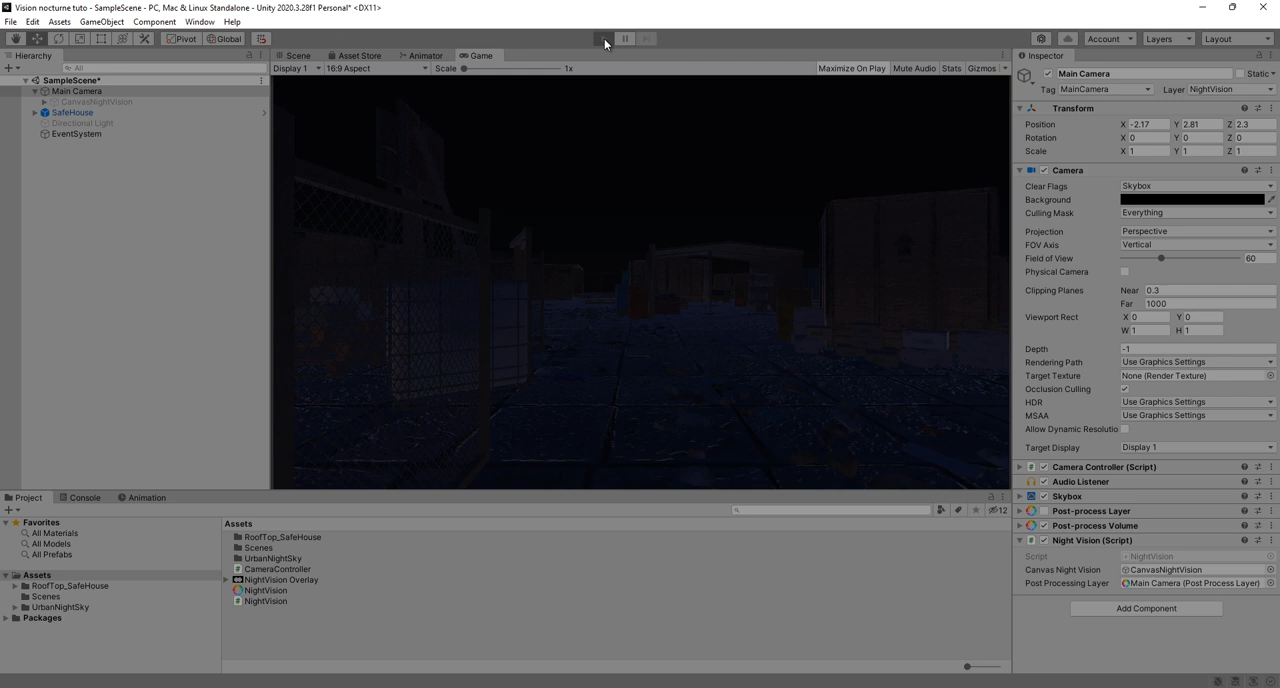 Vision nocturne tuto - SampleScene - PC, Mac & Linux Standalone - Unity 2020.3.28f1 Personal* <DX11>
File Edit Assets GameObject Component Window Help
Pivot Global Account Layers Layout
Hierarchy
All
SampleScene*
Main Camera
CanvasNightVision
SafeHouse
Directional Light
EventSystem
Scene Asset Store Animator Game
Display 1 16:9 Aspect Scale 1x Maximize On Play Mute Audio Stats Gizmos
Inspector
Main Camera Static
Tag MainCamera Layer NightVision
Transform
Position X -2.17 Y 2.81 Z 2.3
Rotation X 0 Y 0 Z 0
Scale X 1 Y 1 Z 1
Camera
Clear Flags Skybox
Background
Culling Mask Everything
Projection Perspective
FOV Axis Vertical
Field of View 60
Physical Camera
Clipping Planes Near 0.3
Far 1000
Viewport Rect X 0 Y 0
W 1 H 1
Depth -1
Rendering Path Use Graphics Settings
Target Texture None (Render Texture)
Occlusion Culling
HDR Use Graphics Settings
MSAA Use Graphics Settings
Allow Dynamic Resolutio
Target Display Display 1
Camera Controller (Script)
Audio Listener
Skybox
Post-process Layer
Post-process Volume
Night Vision (Script)
Script NightVision
Canvas Night Vision CanvasNightVision
Post Processing Layer Main Camera (Post Process Layer)
Add Component
Project Console Animation
12
Favorites
All Materials
All Models
All Prefabs
Assets
RoofTop_SafeHouse
Scenes
UrbanNightSky
Packages
Assets
RoofTop_SafeHouse
Scenes
UrbanNightSky
CameraController
NightVision Overlay
NightVision
NightVision